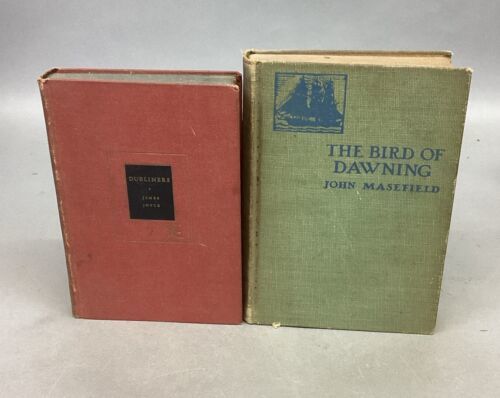 DUBLINERS
JAMES
JOYCE
THE BIRD OF
DAWNING
JOHN MASEFIELD